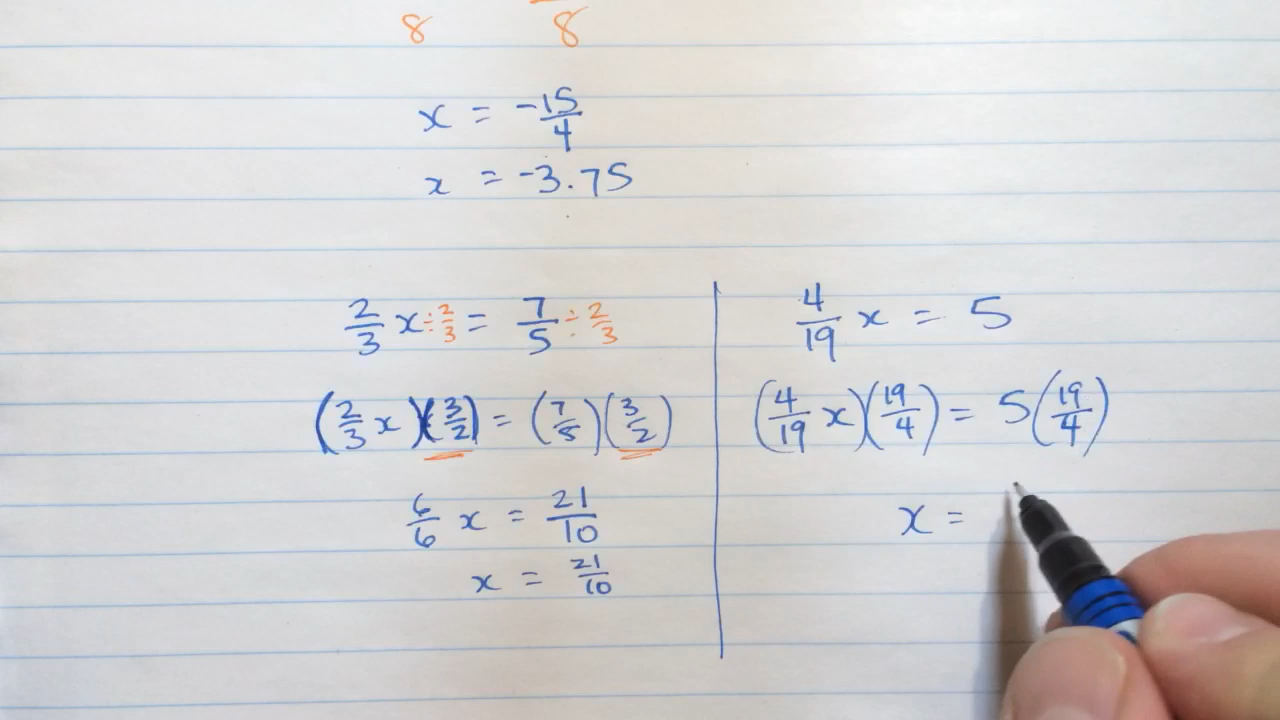 8 8
x = -15/4
x = -3.75
2/3 x ÷ 2/3 = 7/5 ÷ 2/3
(2/3 x)(3/2) = (7/5)(3/2)
6/6 x = 21/10
x = 21/10
4/19 x = 5
(4/19 x)(19/4) = 5(19/4)
x =